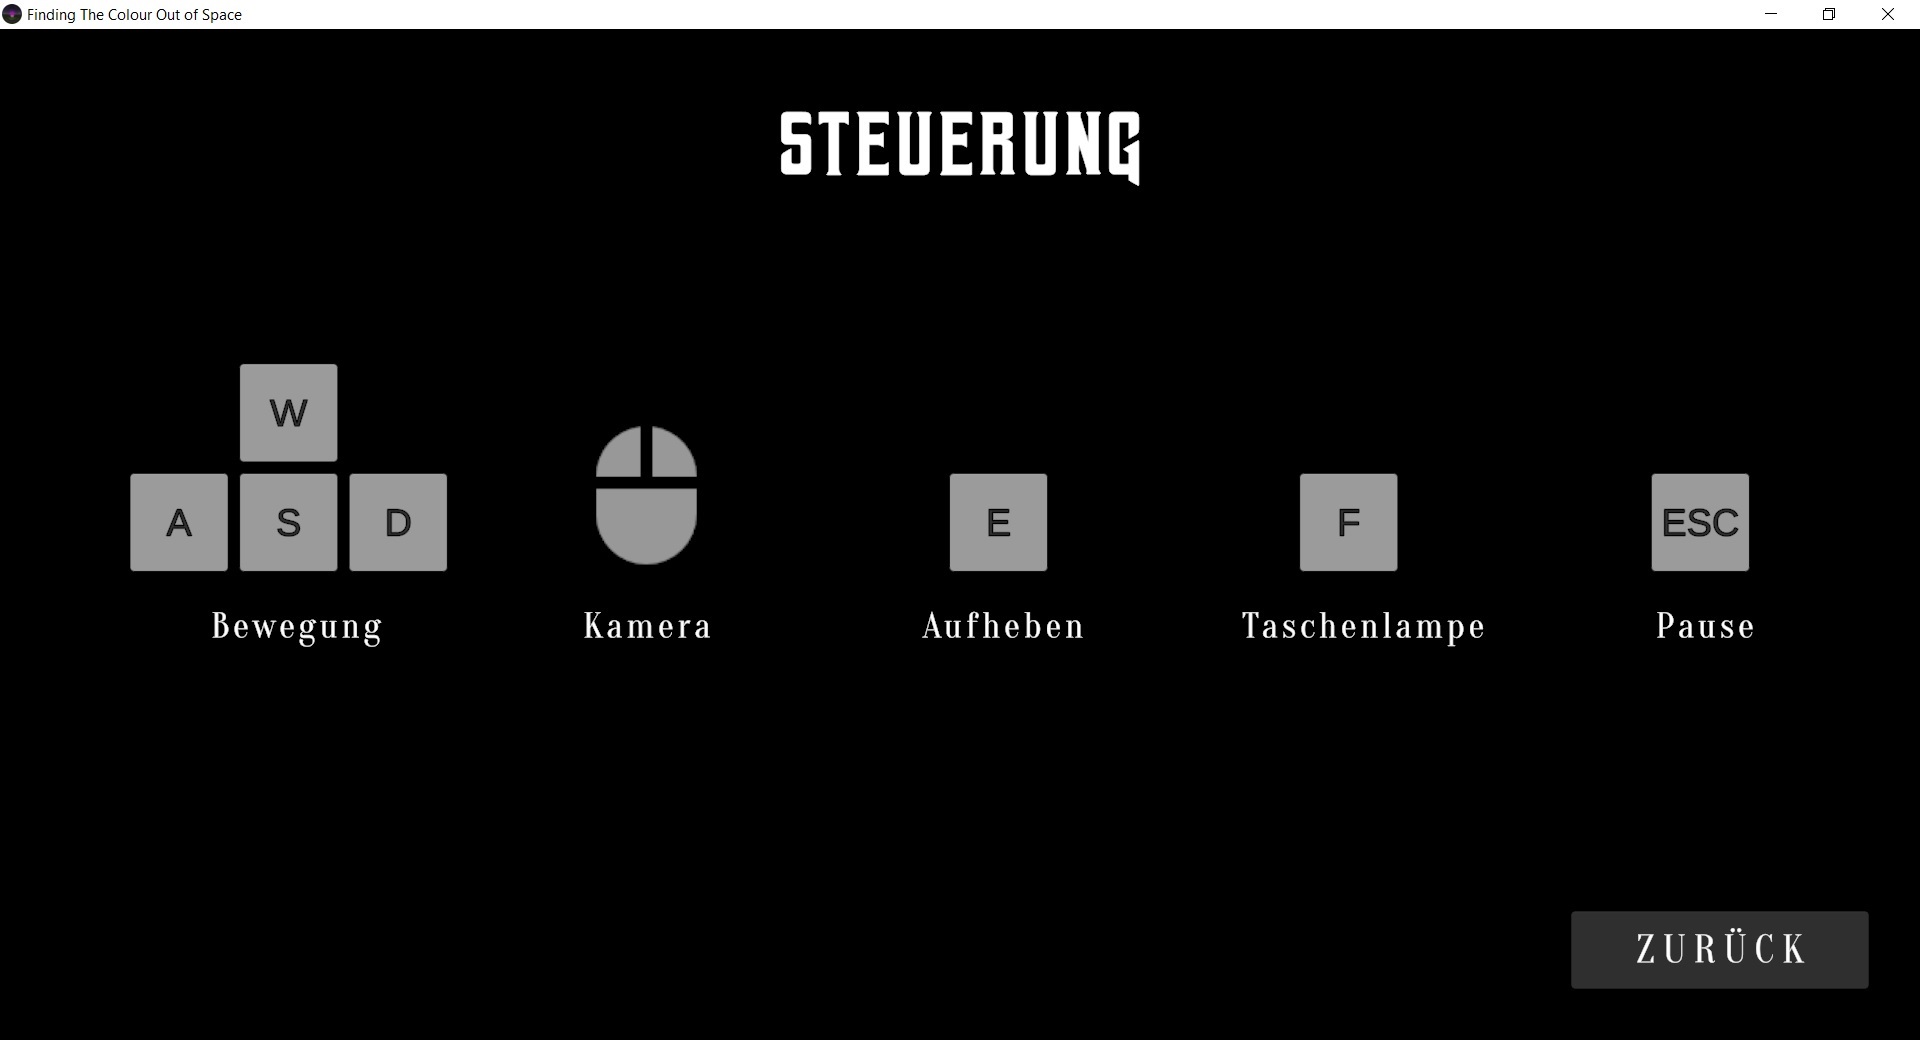 Finding The Colour Out of Space
STEUERUNG
W
A S D
E
F
ESC
Bewegung
Kamera
Aufheben
Taschenlampe
Pause
ZURÜCK